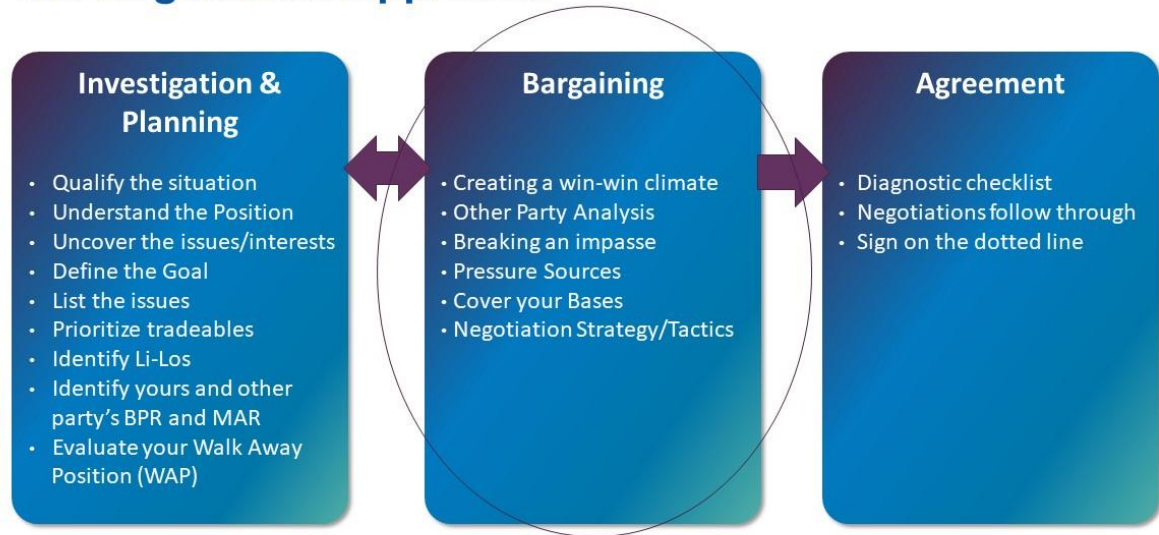 Investigation &
Planning
• Qualify the situation
• Understand the Position
• Uncover the issues/interests
• Define the Goal
• List the issues
• Prioritize tradeables
• Identify Li-Los
• Identify yours and other
party's BPR and MAR
• Evaluate your Walk Away
Position (WAP)
Bargaining
• Creating a win-win climate
• Other Party Analysis
• Breaking an impasse
• Pressure Sources
• Cover your Bases
• Negotiation Strategy/Tactics
Agreement
• Diagnostic checklist
• Negotiations follow through
• Sign on the dotted line